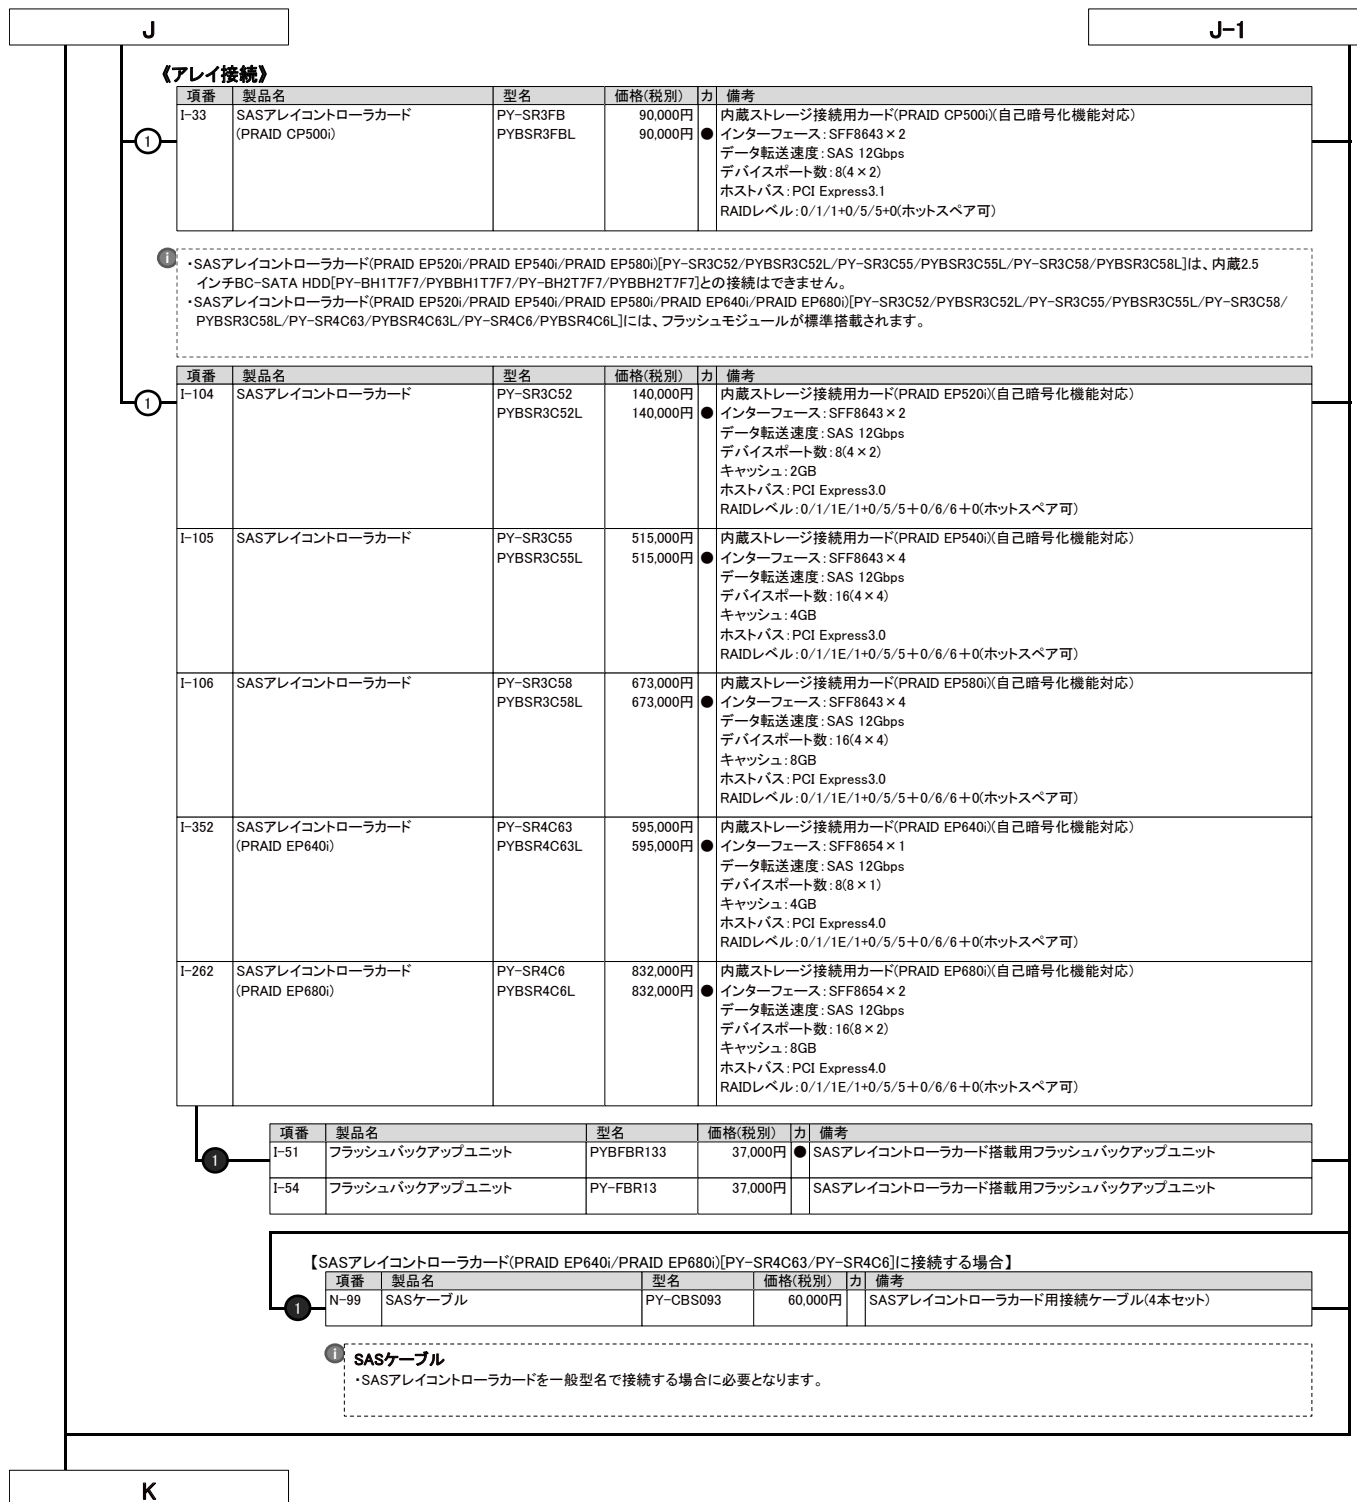 J
J-1
《アレイ接続》
項番 製品名 型名 価格(税別) カ 備考
I-33 SASアレイコントローラカード PY-SR3FB 90,000円 内蔵ストレージ接続用カード(PRAID CP500i)(自己暗号化機能対応)
(PRAID CP500i) PYBSR3FBL 90,000円 ● インターフェース:SFF8643×2
データ転送速度:SAS 12Gbps
デバイスポート数:8(4×2)
ホストバス:PCI Express3.1
RAIDレベル:0/1/1+0/5/5+0(ホットスペア可)
1
i
・SASアレイコントローラカード(PRAID EP520i/PRAID EP540i/PRAID EP580i)[PY-SR3C52/PYBSR3C52L/PY-SR3C55/PYBSR3C55L/PY-SR3C58/PYBSR3C58L]は、内蔵2.5
インチBC-SATA HDD[PY-BH1T7F7/PYBBH1T7F7/PY-BH2T7F7/PYBBH2T7F7]との接続はできません。
・SASアレイコントローラカード(PRAID EP520i/PRAID EP540i/PRAID EP580i/PRAID EP640i/PRAID EP680i)[PY-SR3C52/PYBSR3C52L/PY-SR3C55/PYBSR3C55L/PY-SR3C58/
PYBSR3C58L/PY-SR4C63/PYBSR4C63L/PY-SR4C6/PYBSR4C6L]には、フラッシュモジュールが標準搭載されます。
項番 製品名 型名 価格(税別) カ 備考
1
I-104 SASアレイコントローラカード PY-SR3C52 140,000円 内蔵ストレージ接続用カード(PRAID EP520i)(自己暗号化機能対応)
PYBSR3C52L 140,000円 ● インターフェース:SFF8643×2
データ転送速度:SAS 12Gbps
デバイスポート数:8(4×2)
キャッシュ:2GB
ホストバス:PCI Express3.0
RAIDレベル:0/1/1E/1+0/5/5+0/6/6+0(ホットスペア可)
I-105 SASアレイコントローラカード PY-SR3C55 515,000円 内蔵ストレージ接続用カード(PRAID EP540i)(自己暗号化機能対応)
PYBSR3C55L 515,000円 ● インターフェース:SFF8643×4
データ転送速度:SAS 12Gbps
デバイスポート数:16(4×4)
キャッシュ:4GB
ホストバス:PCI Express3.0
RAIDレベル:0/1/1E/1+0/5/5+0/6/6+0(ホットスペア可)
I-106 SASアレイコントローラカード PY-SR3C58 673,000円 内蔵ストレージ接続用カード(PRAID EP580i)(自己暗号化機能対応)
PYBSR3C58L 673,000円 ● インターフェース:SFF8643×4
データ転送速度:SAS 12Gbps
デバイスポート数:16(4×4)
キャッシュ:8GB
ホストバス:PCI Express3.0
RAIDレベル:0/1/1E/1+0/5/5+0/6/6+0(ホットスペア可)
I-352 SASアレイコントローラカード PY-SR4C63 595,000円 内蔵ストレージ接続用カード(PRAID EP640i)(自己暗号化機能対応)
(PRAID EP640i) PYBSR4C63L 595,000円 ● インターフェース:SFF8654×1
データ転送速度:SAS 12Gbps
デバイスポート数:8(8×1)
キャッシュ:4GB
ホストバス:PCI Express4.0
RAIDレベル:0/1/1E/1+0/5/5+0/6/6+0(ホットスペア可)
I-262 SASアレイコントローラカード PY-SR4C6 832,000円 内蔵ストレージ接続用カード(PRAID EP680i)(自己暗号化機能対応)
(PRAID EP680i) PYBSR4C6L 832,000円 ● インターフェース:SFF8654×2
データ転送速度:SAS 12Gbps
デバイスポート数:16(8×2)
キャッシュ:8GB
ホストバス:PCI Express4.0
RAIDレベル:0/1/1E/1+0/5/5+0/6/6+0(ホットスペア可)
項番 製品名 型名 価格(税別) カ 備考
1
I-51 フラッシュバックアップユニット PYBFBR133 37,000円 ● SASアレイコントローラカード搭載用フラッシュバックアップユニット
I-54 フラッシュバックアップユニット PY-FBR13 37,000円 SASアレイコントローラカード搭載用フラッシュバックアップユニット
【SASアレイコントローラカード(PRAID EP640i/PRAID EP680i)[PY-SR4C63/PY-SR4C6]に接続する場合】
項番 製品名 型名 価格(税別) カ 備考
1
N-99 SASケーブル PY-CBS093 60,000円 SASアレイコントローラカード用接続ケーブル(4本セット)
i
SASケーブル
・SASアレイコントローラカードを一般型名で接続する場合に必要となります。
K